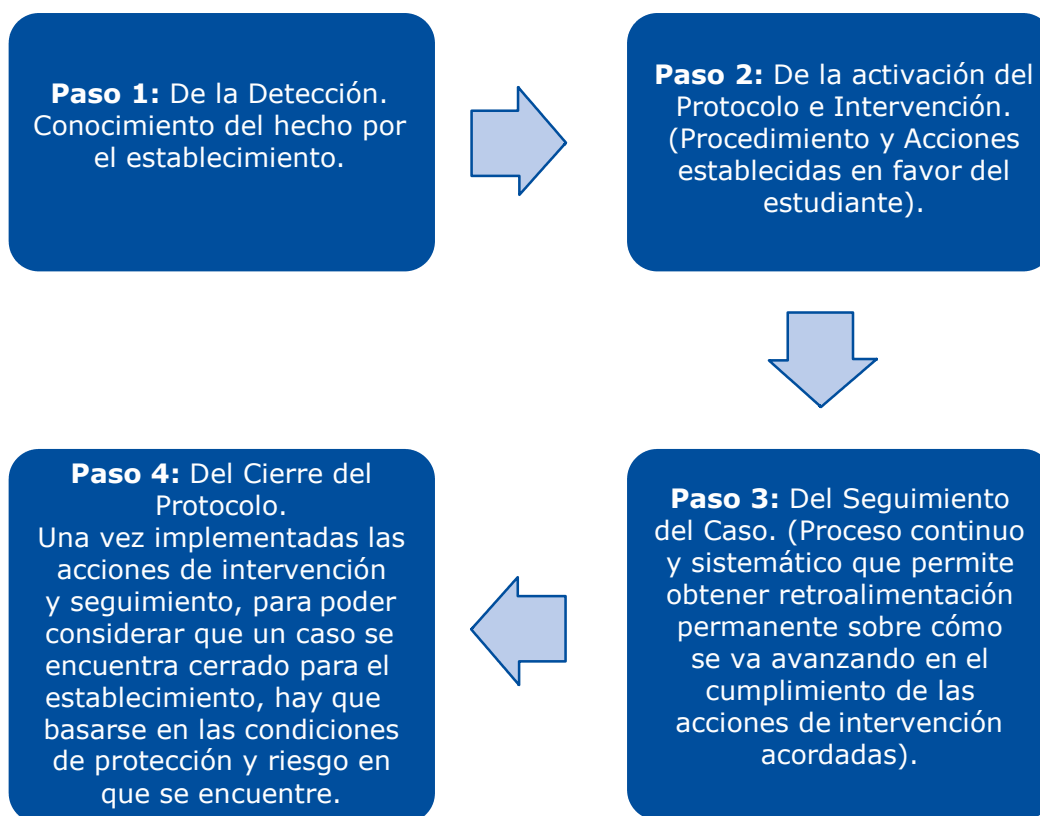 Paso 1: De la Detección.
Conocimiento del hecho por
el establecimiento.
Paso 2: De la activación del
Protocolo e Intervención.
(Procedimiento y Acciones
establecidas en favor del
estudiante).
Paso 3: Del Seguimiento
del Caso. (Proceso continuo
y sistemático que permite
obtener retroalimentación
permanente sobre cómo
se va avanzando en el
cumplimiento de las
acciones de intervención
acordadas).
Paso 4: Del Cierre del
Protocolo.
Una vez implementadas las
acciones de intervención
y seguimiento, para poder
considerar que un caso se
encuentra cerrado para el
establecimiento, hay que
basarse en las condiciones
de protección y riesgo en
que se encuentre.